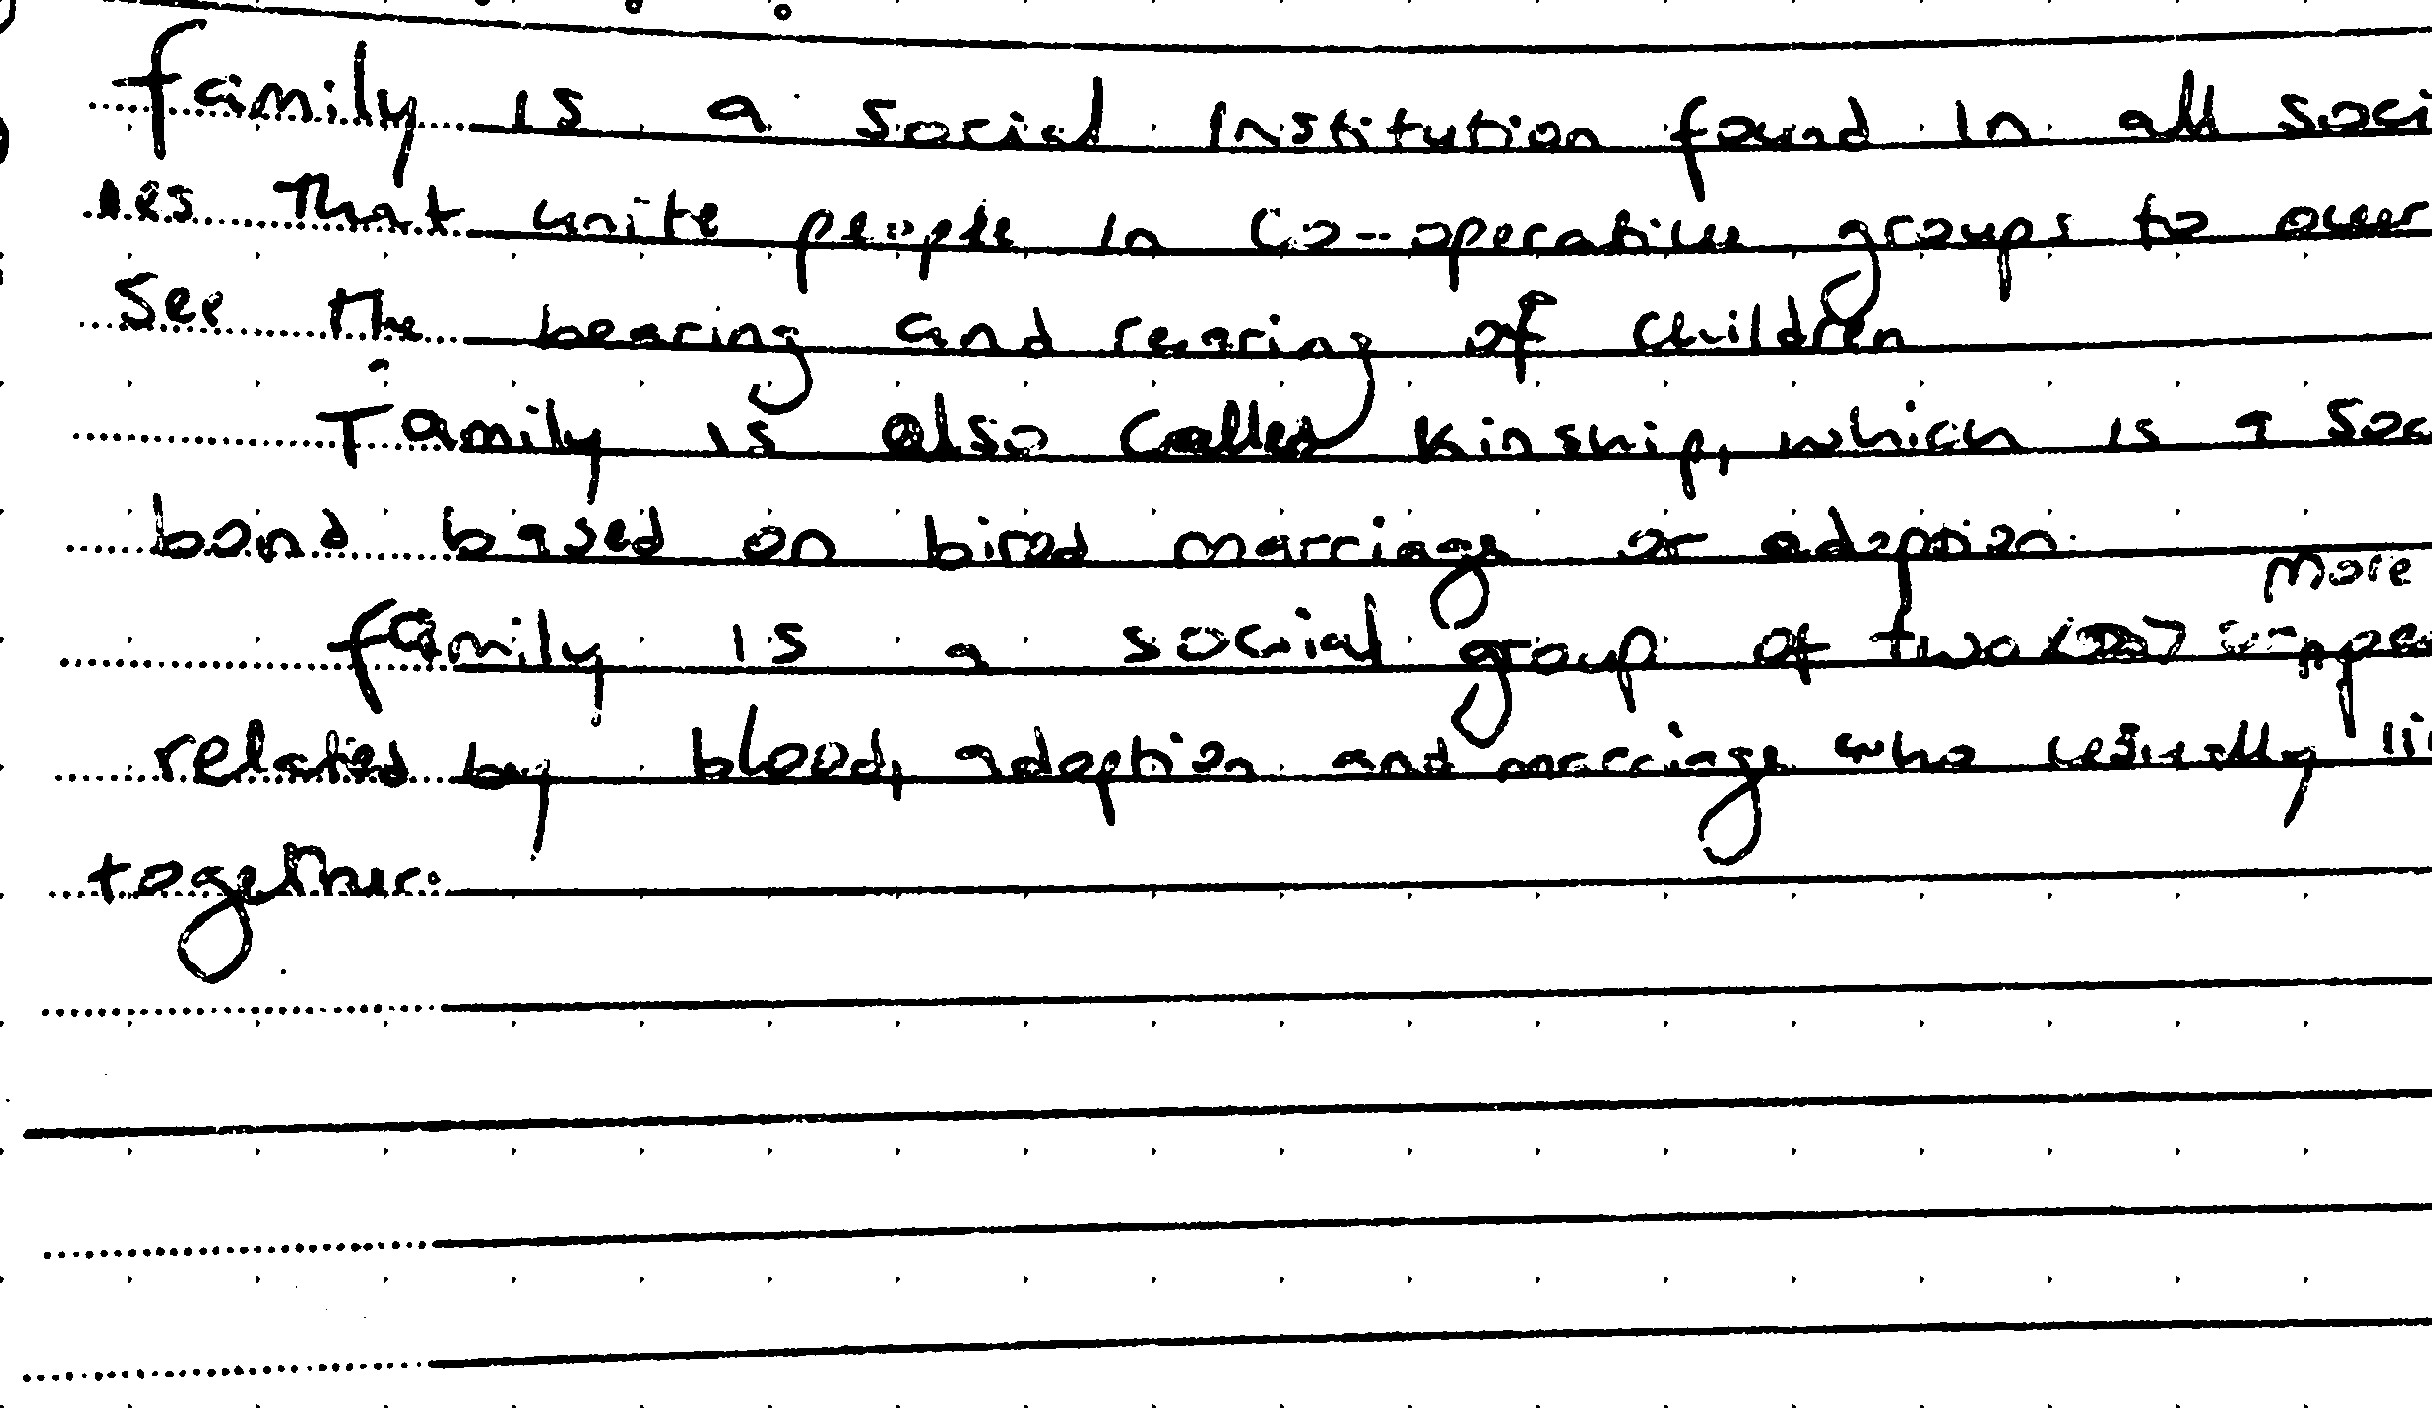 family is a social institution found in all soci
ies that unite people in co-operative groups to over
see the bearing and rearing of children
Family is also called kinship, which is a soc
bond based on blood marriage or adoption.
more
family is a social group of two
related by blood, adoption and marriage who usually li
together.